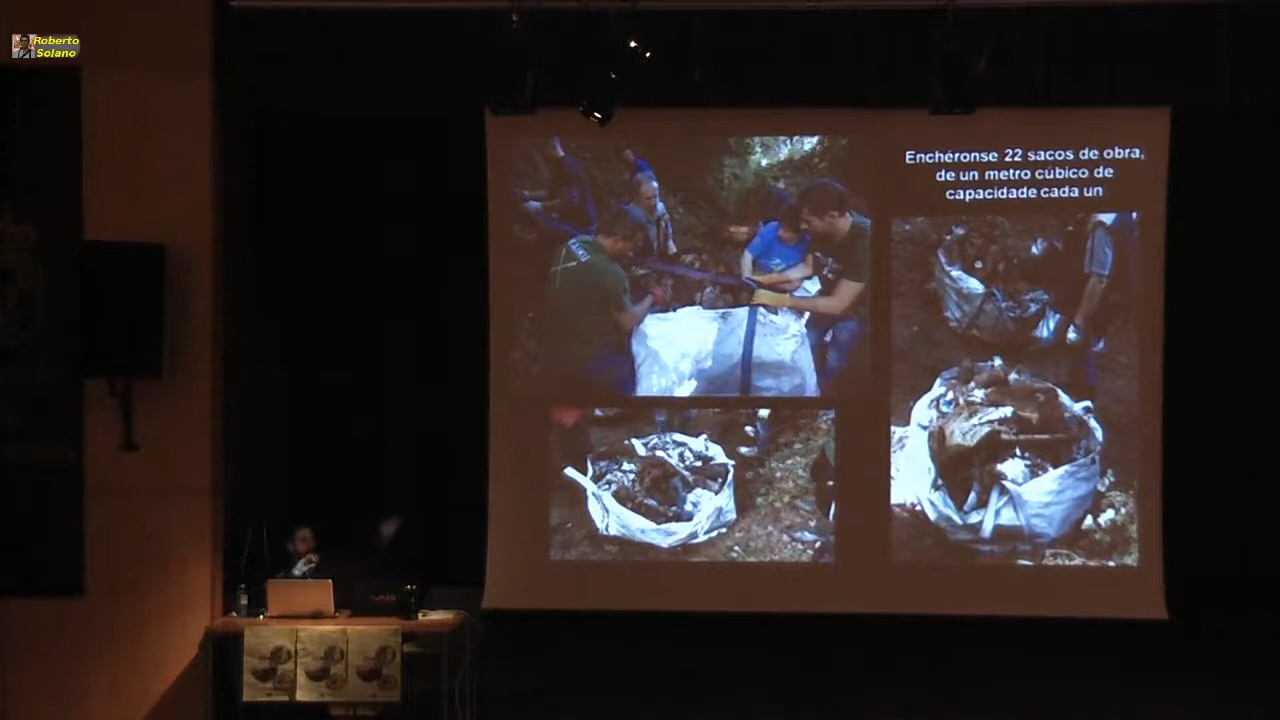 Roberto
Solano
Enchéronse 22 sacos de obra,
de un metro cúbico de
capacidade cada un